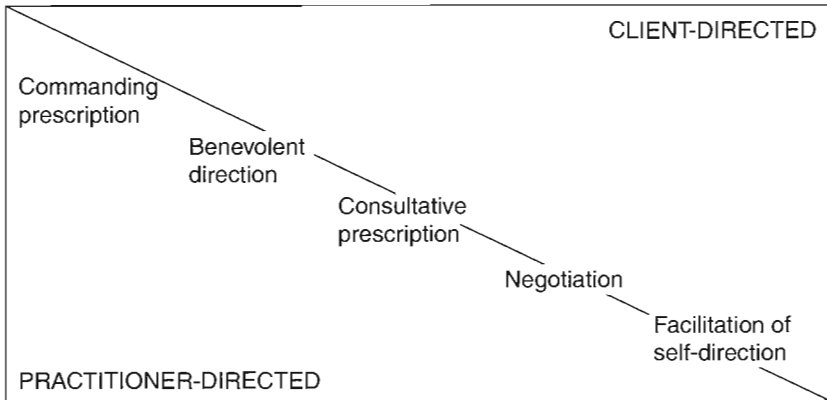 CLIENT-DIRECTED
Commanding
prescription
Benevolent
direction
Consultative
prescription
Negotiation
Facilitation of
self-direction
PRACTITIONER-DIRECTED